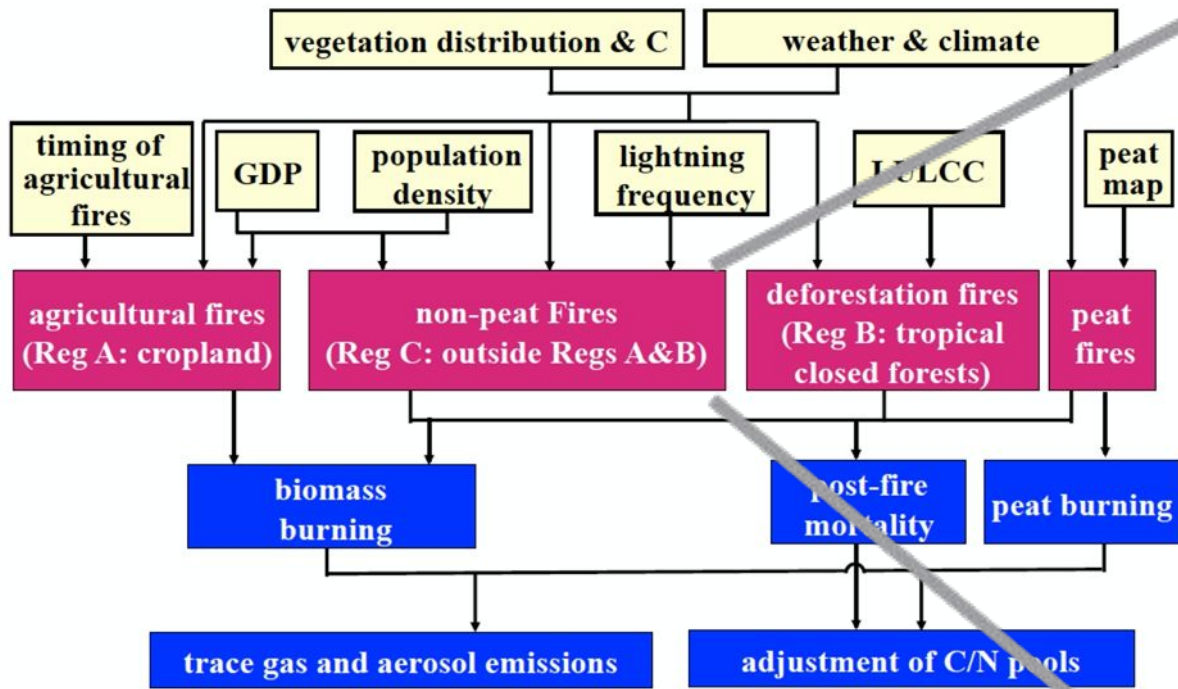 vegetation distribution & C
weather & climate
timing of
agricultural
fires
GDP
population
density
lightning
frequency
LULCC
peat
map
agricultural fires
(Reg A: cropland)
non-peat Fires
(Reg C: outside Regs A&B)
deforestation fires
(Reg B: tropical
closed forests)
peat
fires
biomass
burning
post-fire
mortality
peat burning
trace gas and aerosol emissions
adjustment of C/N pools